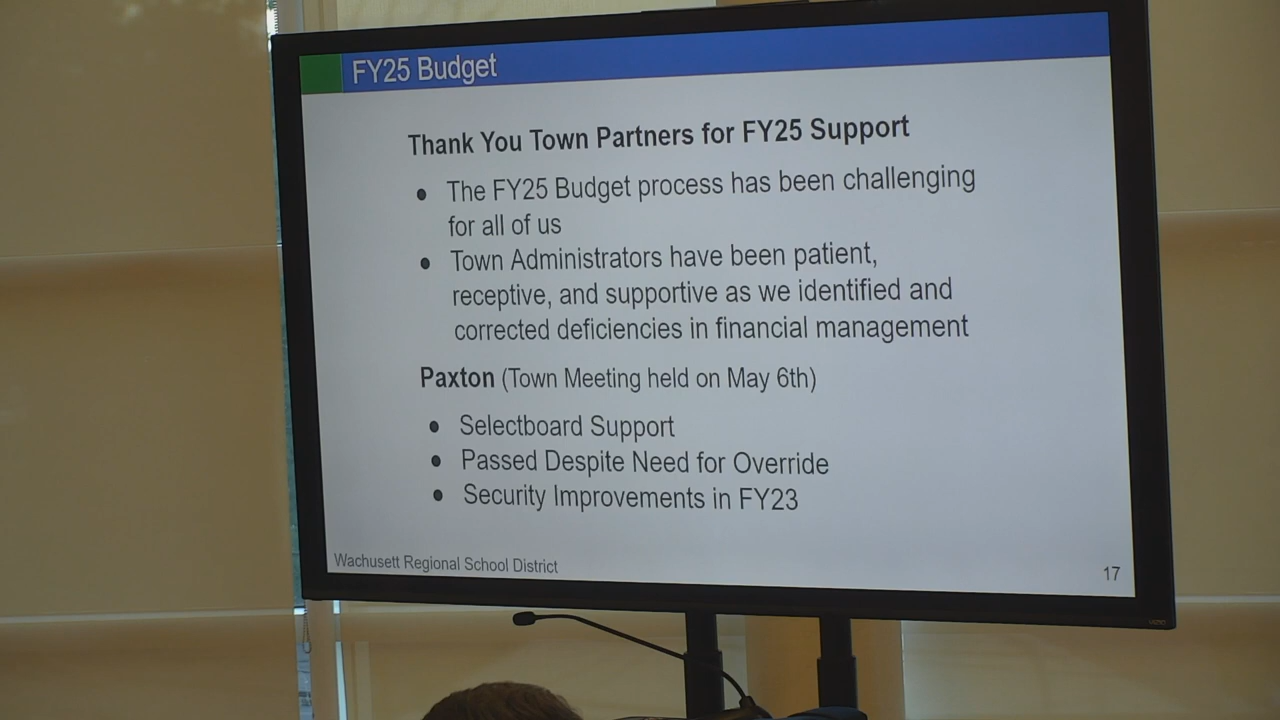 FY25 Budget
Thank You Town Partners for FY25 Support
• The FY25 Budget process has been challenging
for all of us
• Town Administrators have been patient,
receptive, and supportive as we identified and
corrected deficiencies in financial management
Paxton (Town Meeting held on May 6th)
• Selectboard Support
• Passed Despite Need for Override
• Security Improvements in FY23
Wachusett Regional School District
17
VIZIO